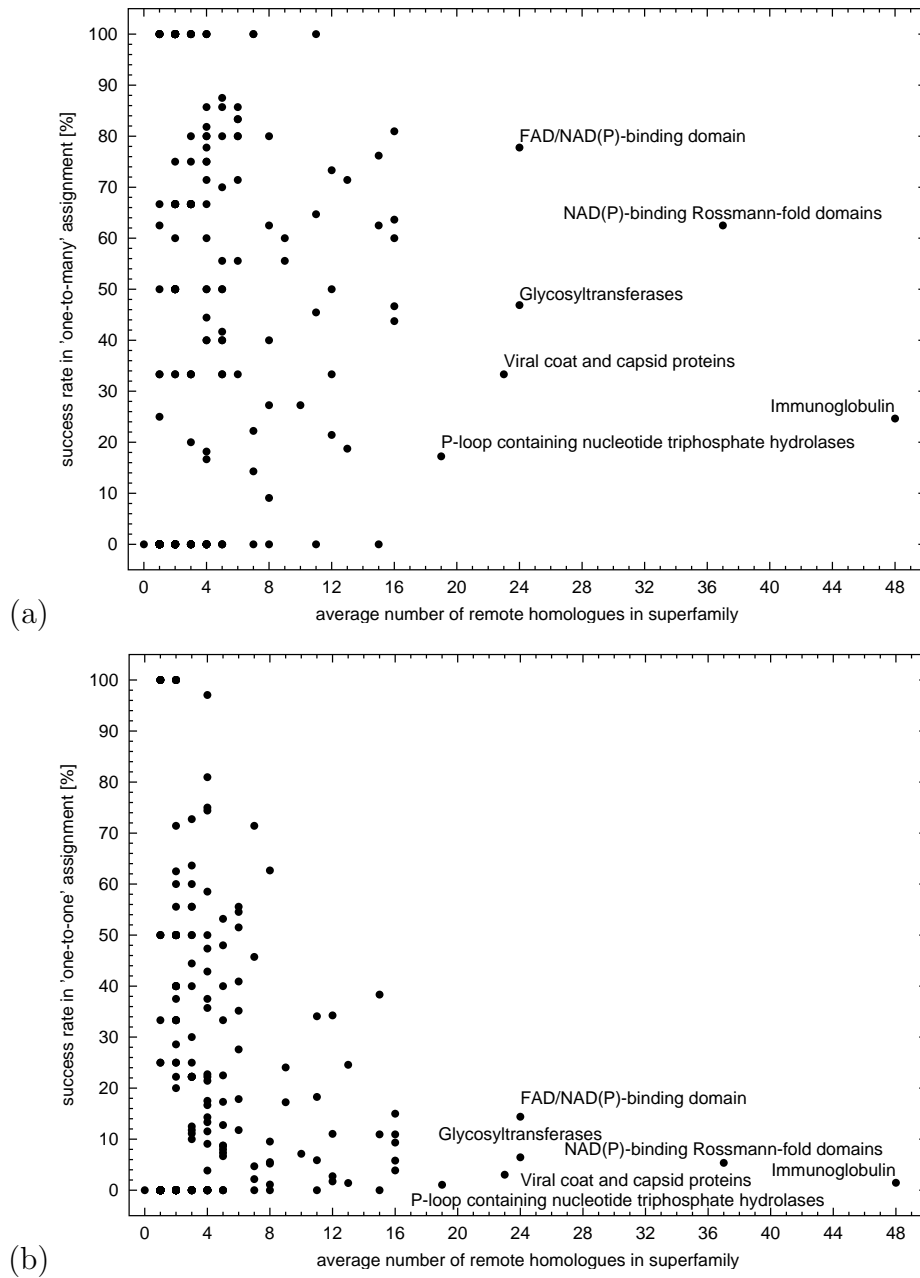 100
90
80
70
60
50
40
30
20
10
0
success rate in 'one-to-many' assignment [%]
FAD/NAD(P)-binding domain
NAD(P)-binding Rossmann-fold domains
Glycosyltransferases
Viral coat and capsid proteins
Immunoglobulin
P-loop containing nucleotide triphosphate hydrolases
0 4 8 12 16 20 24 28 32 36 40 44 48
average number of remote homologues in superfamily
(a)
100
90
80
70
60
50
40
30
20
10
0
success rate in 'one-to-one' assignment [%]
FAD/NAD(P)-binding domain
Glycosyltransferases
NAD(P)-binding Rossmann-fold domains
Immunoglobulin
Viral coat and capsid proteins
P-loop containing nucleotide triphosphate hydrolases
0 4 8 12 16 20 24 28 32 36 40 44 48
average number of remote homologues in superfamily
(b)